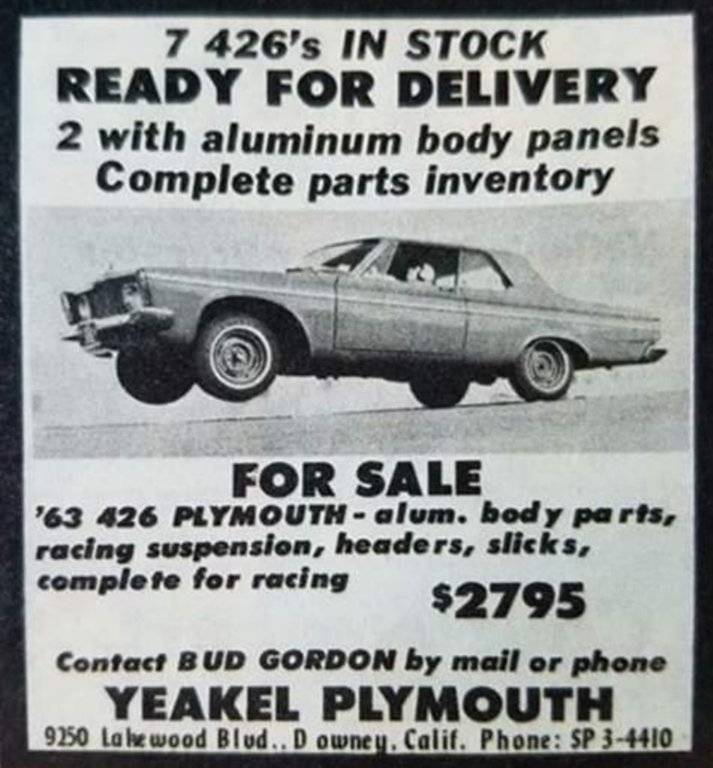 7 426's IN STOCK
READY FOR DELIVERY
2 with aluminum body panels
Complete parts inventory
FOR SALE
'63 426 PLYMOUTH - alum. body parts,
racing suspension, headers, slicks,
complete for racing
$2795
Contact BUD GORDON by mail or phone
YEAKEL PLYMOUTH
9250 Lakewood Blvd., Downey, Calif. Phone: SP 3-4410